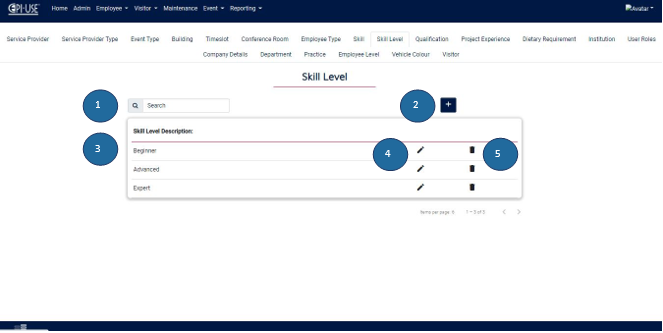 EPI-USE Home Admin Employee Visitor Maintenance Event Reporting Avatar
Service Provider Service Provider Type Event Type Building Timeslot Conference Room Employee Type Skill Skill Level Qualification Project Experience Dietary Requirement Institution User Roles
Company Details Department Practice Employee Level Vehicle Colour Visitor
Skill Level
1 Search 2 +
3 Skill Level Description:
Beginner 4 5
Advanced
Expert
Items per page: 6 1 – 3 of 3